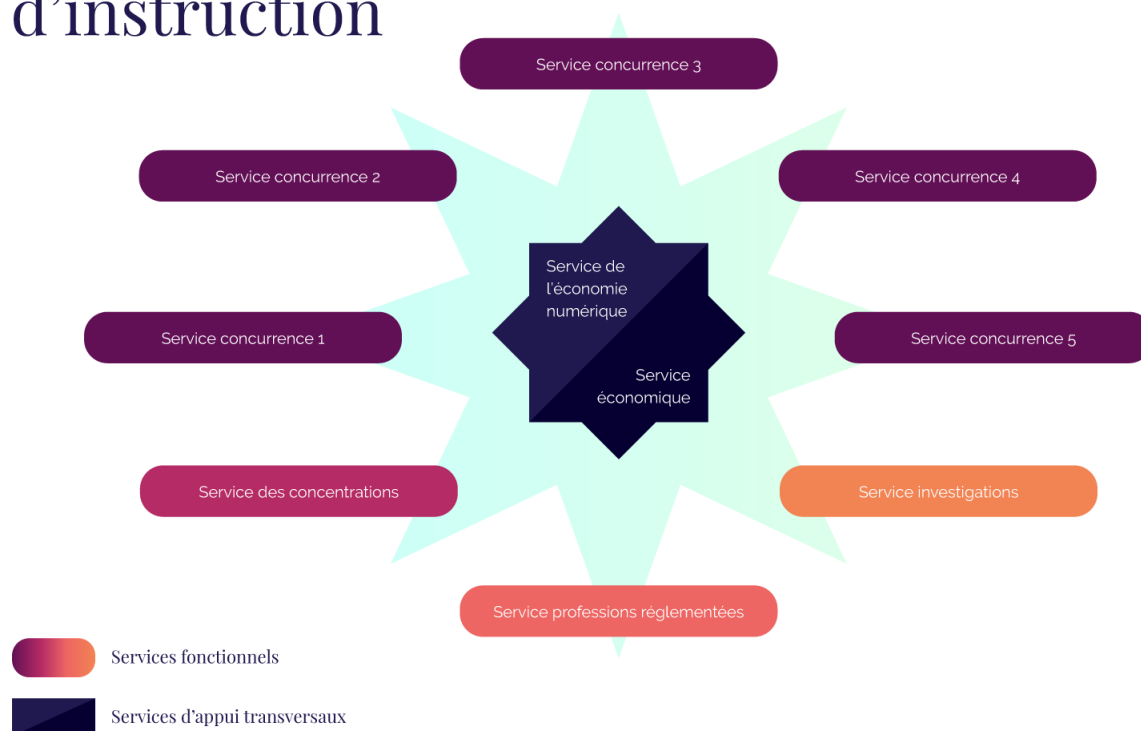 d'instruction
Service concurrence 3
Service concurrence 2
Service concurrence 4
Service de
l'économie
numérique
Service concurrence 1
Service concurrence 5
Service
économique
Service des concentrations
Service investigations
Service professions réglementées
Services fonctionnels
Services d'appui transversaux